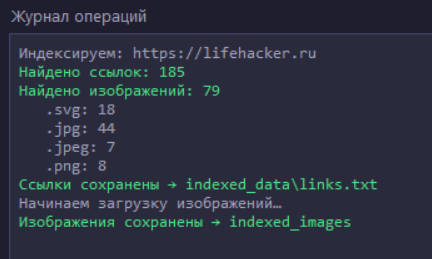 Журнал операций
Индексируем: https://lifehacker.ru
Найдено ссылок: 185
Найдено изображений: 79
.svg: 18
.jpg: 44
.jpeg: 7
.png: 8
Ссылки сохранены → indexed_data\links.txt
Начинаем загрузку изображений…
Изображения сохранены → indexed_images